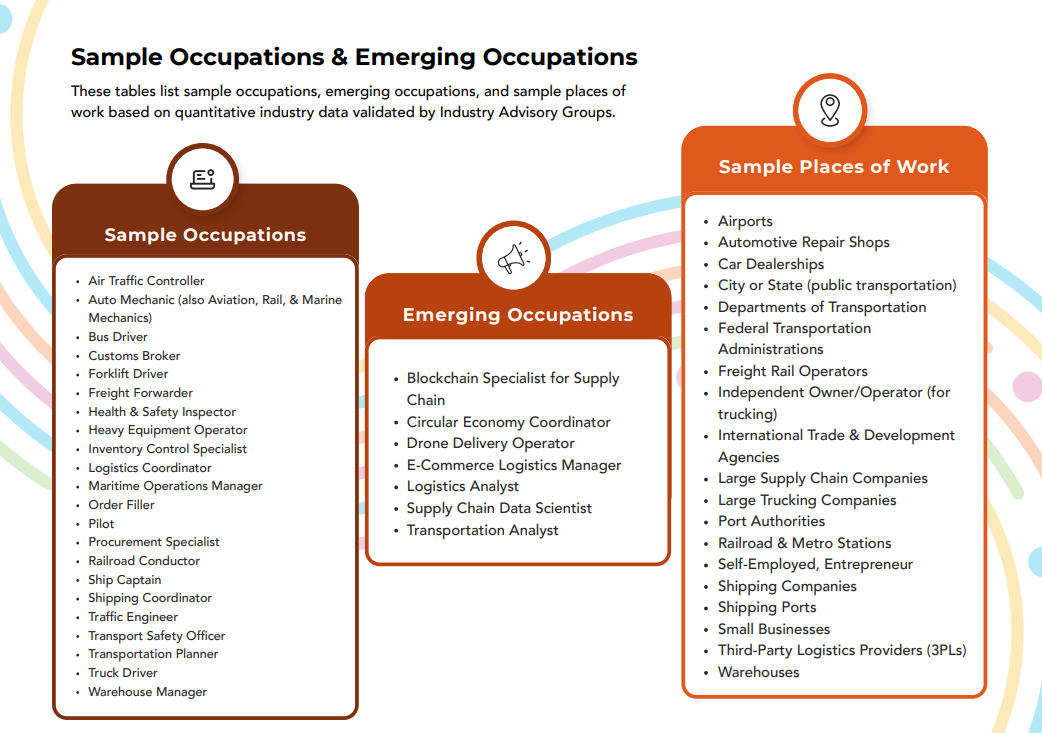 Sample Occupations & Emerging Occupations
These tables list sample occupations, emerging occupations, and sample places of
work based on quantitative industry data validated by Industry Advisory Groups.
Sample Occupations
• Air Traffic Controller
• Auto Mechanic (also Aviation, Rail, & Marine
Mechanics)
• Bus Driver
• Customs Broker
• Forklift Driver
• Freight Forwarder
• Health & Safety Inspector
• Heavy Equipment Operator
• Inventory Control Specialist
• Logistics Coordinator
• Maritime Operations Manager
• Order Filler
• Pilot
• Procurement Specialist
• Railroad Conductor
• Ship Captain
• Shipping Coordinator
• Traffic Engineer
• Transport Safety Officer
• Transportation Planner
• Truck Driver
• Warehouse Manager
Emerging Occupations
• Blockchain Specialist for Supply
Chain
• Circular Economy Coordinator
• Drone Delivery Operator
• E-Commerce Logistics Manager
• Logistics Analyst
• Supply Chain Data Scientist
• Transportation Analyst
Sample Places of Work
• Airports
• Automotive Repair Shops
• Car Dealerships
• City or State (public transportation)
• Departments of Transportation
• Federal Transportation
Administrations
• Freight Rail Operators
• Independent Owner/Operator (for
trucking)
• International Trade & Development
Agencies
• Large Supply Chain Companies
• Large Trucking Companies
• Port Authorities
• Railroad & Metro Stations
• Self-Employed, Entrepreneur
• Shipping Companies
• Shipping Ports
• Small Businesses
• Third-Party Logistics Providers (3PLs)
• Warehouses